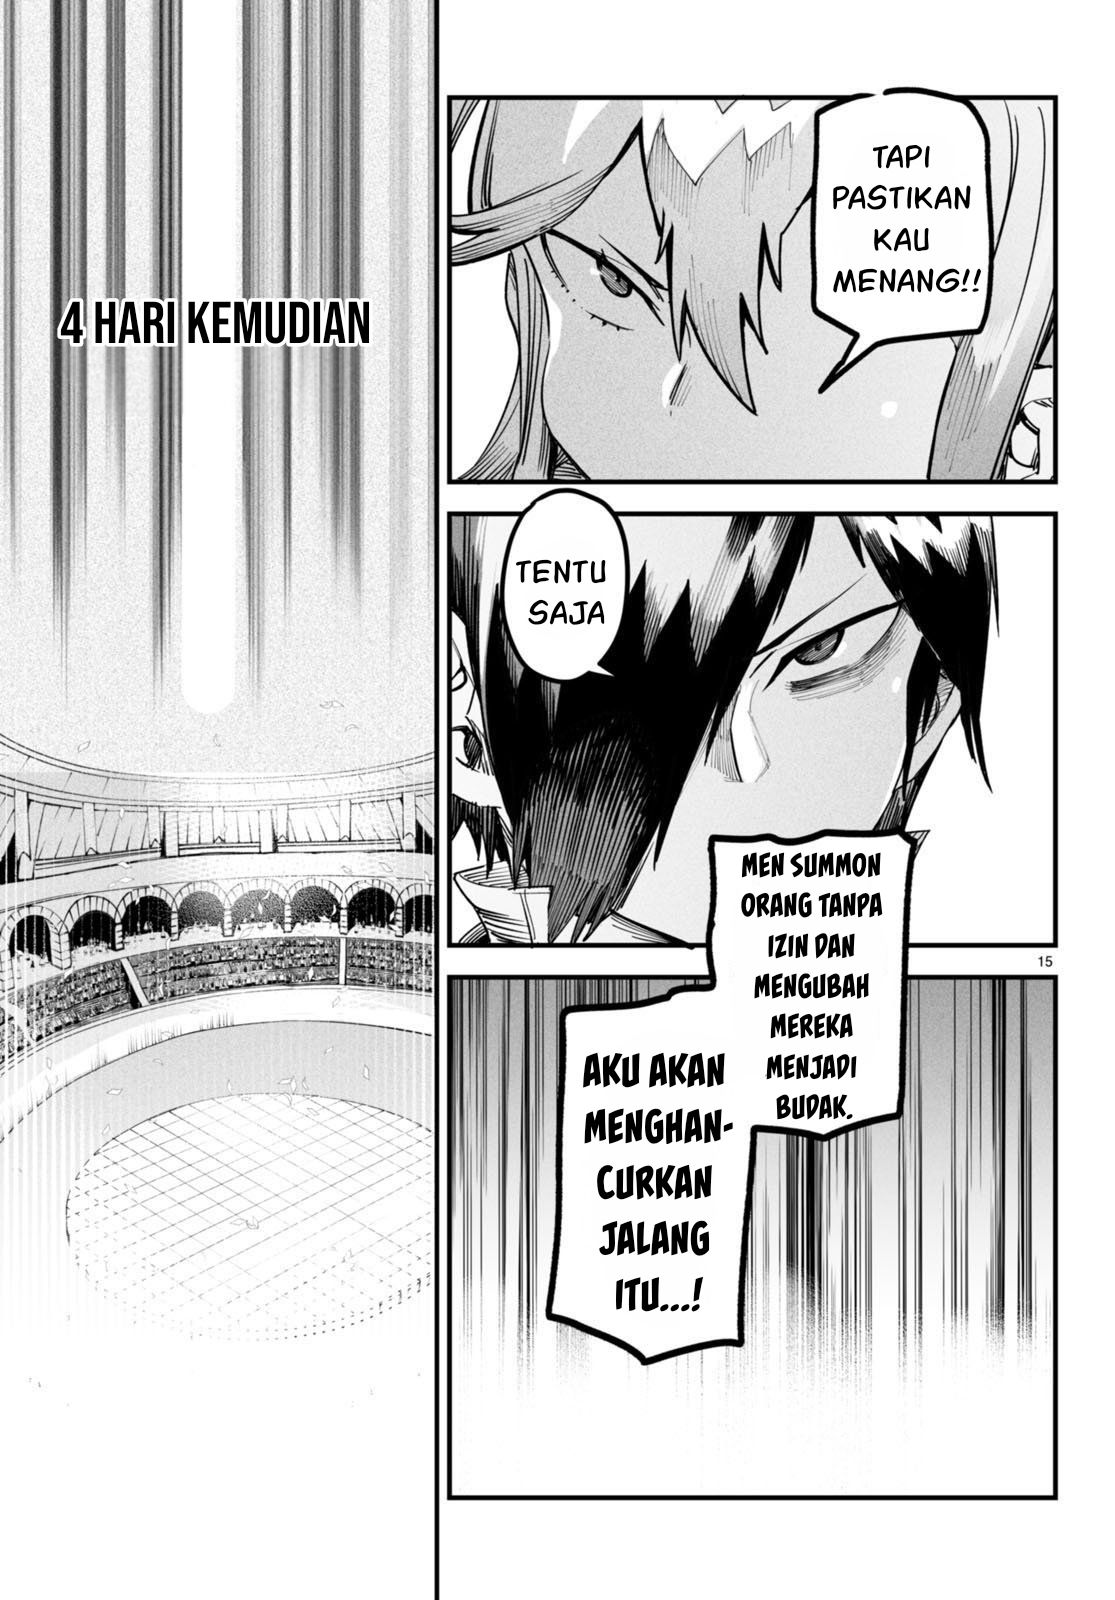 TAPI
PASTIKAN
KAU
MENANG!!
TENTU
SAJA
15
MEN SUMMON
ORANG TANPA
IZIN DAN
MENGUBAH
MEREKA
MENJADI
BUDAK.
AKU AKAN
MENGHAN-
CURKAN
JALANG
ITU...!
4 HARI KEMUDIAN